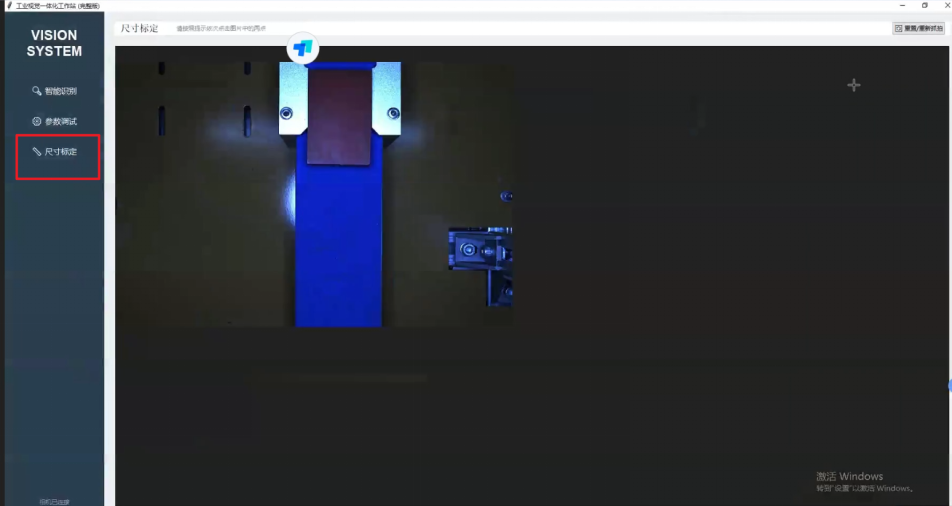 工业视觉一体化工作站 (完整版)
VISION
SYSTEM
智能识别
参数调试
尺寸标定
相机已连接
尺寸标定
请按照提示依次点击图片中的两点
重置/重新抓拍
激活 Windows
转到"设置"以激活 Windows。